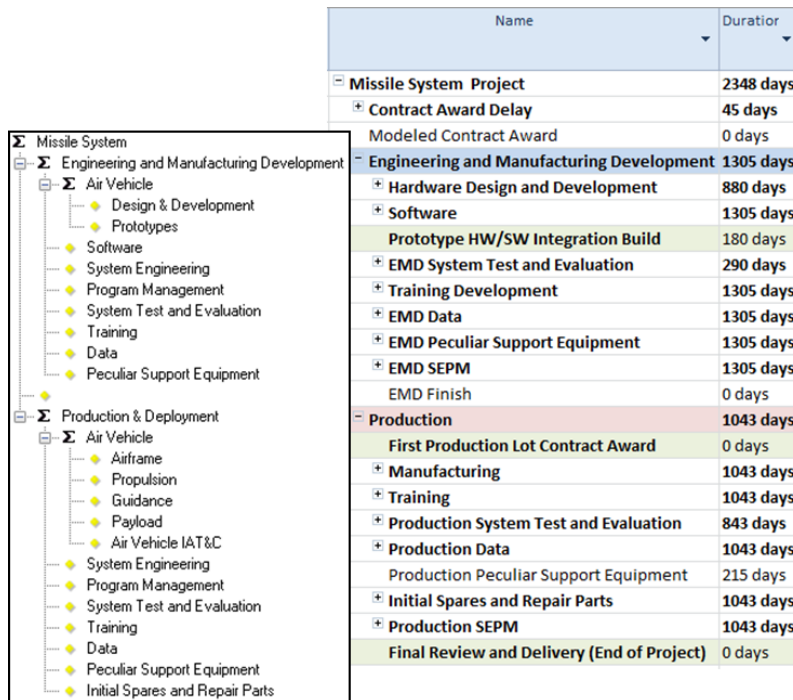 Name Duration
Missile System Project 2348 days
Contract Award Delay 45 days
Modeled Contract Award 0 days
Engineering and Manufacturing Development 1305 days
Hardware Design and Development 880 days
Software 1305 days
Prototype HW/SW Integration Build 180 days
EMD System Test and Evaluation 290 days
Training Development 1305 days
EMD Data 1305 days
EMD Peculiar Support Equipment 1305 days
EMD SEPM 1305 days
EMD Finish 0 days
Production 1043 days
First Production Lot Contract Award 0 days
Manufacturing 1043 days
Training 1043 days
Production System Test and Evaluation 843 days
Production Data 1043 days
Production Peculiar Support Equipment 215 days
Initial Spares and Repair Parts 1043 days
Production SEPM 1043 days
Final Review and Delivery (End of Project) 0 days
Σ Missile System
Σ Engineering and Manufacturing Development
Σ Air Vehicle
Design & Development
Prototypes
Software
System Engineering
Program Management
System Test and Evaluation
Training
Data
Peculiar Support Equipment
Σ Production & Deployment
Σ Air Vehicle
Airframe
Propulsion
Guidance
Payload
Air Vehicle IAT&C
System Engineering
Program Management
System Test and Evaluation
Training
Data
Peculiar Support Equipment
Initial Spares and Repair Parts